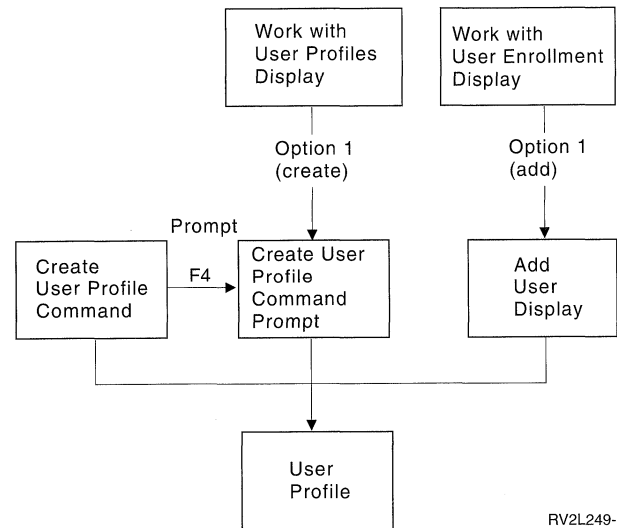 Work with
User Profiles
Display
Work with
User Enrollment
Display
Option 1
(create)
Option 1
(add)
Prompt
Create
User Profile
Command
F4
Create User
Profile
Command
Prompt
Add
User
Display
User
Profile
RV2L249-